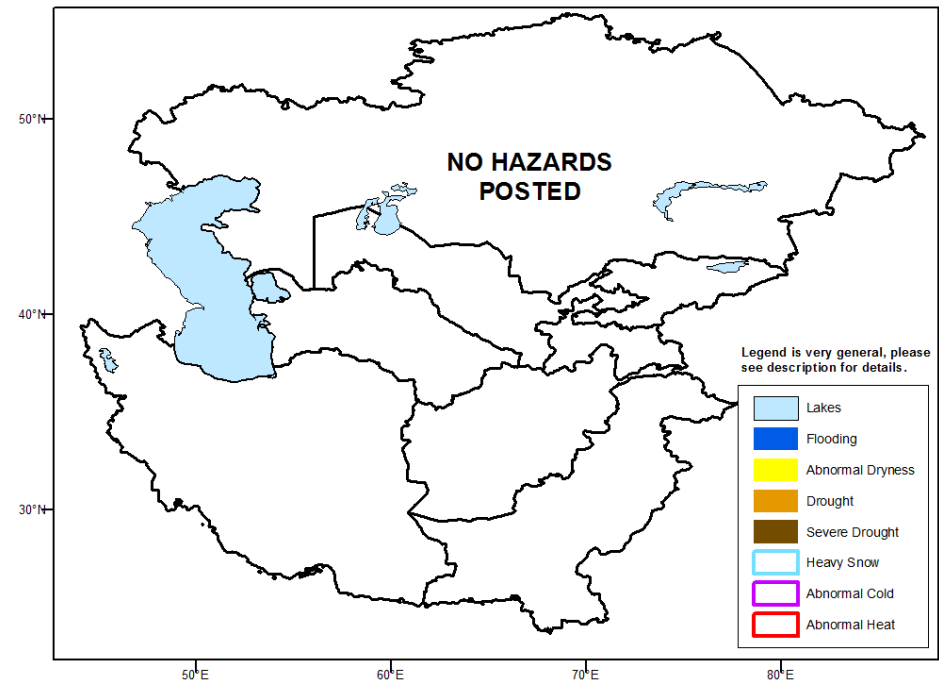 NO HAZARDS
POSTED
50°N
40°N
30°N
Legend is very general, please
see description for details.
Lakes
Flooding
Abnormal Dryness
Drought
Severe Drought
Heavy Snow
Abnormal Cold
Abnormal Heat
50°E
60°E
70°E
80°E